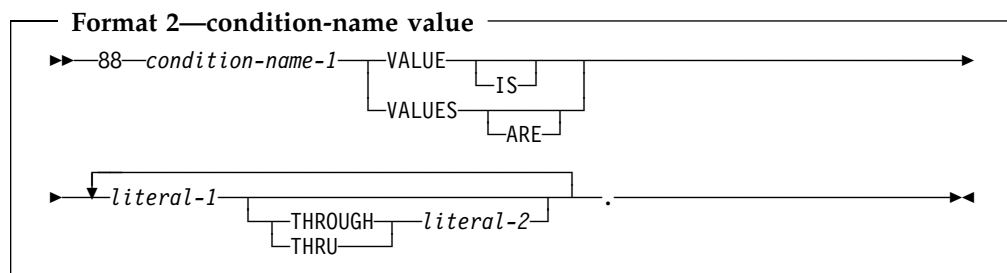 Format 2—condition-name value
88 condition-name-1 VALUE
IS
VALUES
ARE
literal-1 .
THROUGH literal-2
THRU